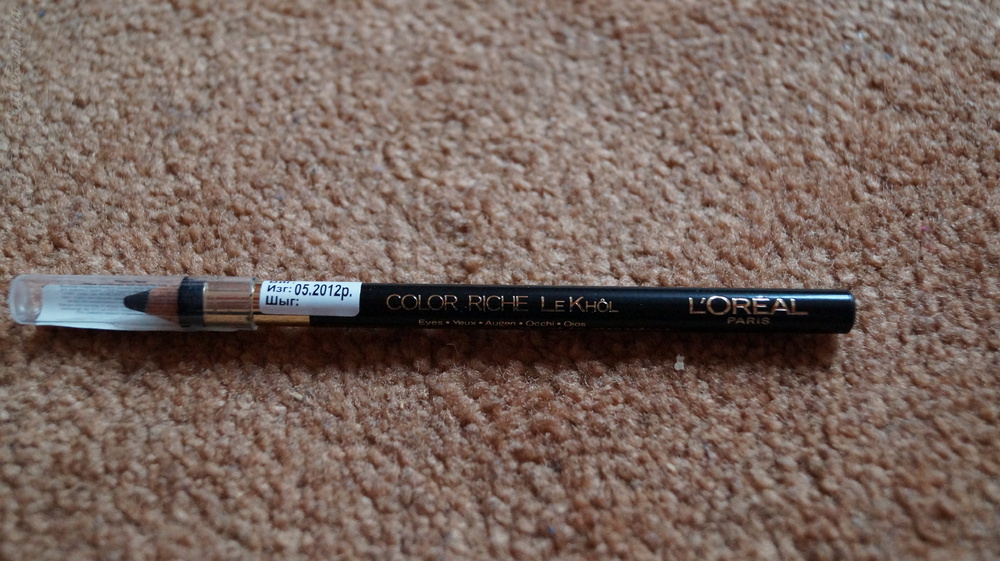 Изг: 05.2012р.
Шыг:
COLOR RICHE LE KHÔL
Eyes • Yeux • Augen • Occhi • Ojos
L'ORÉAL
PARIS